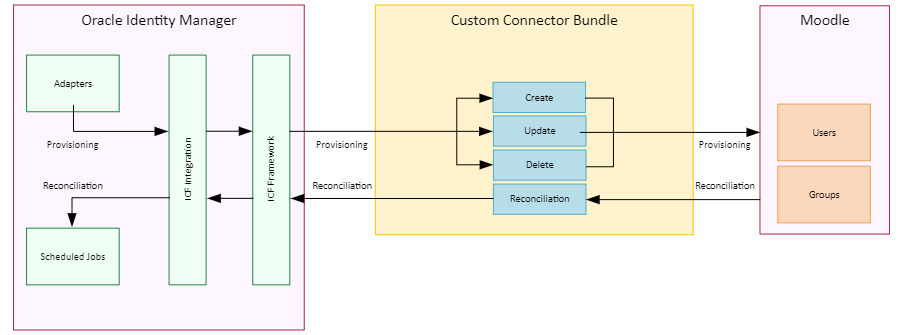 Oracle Identity Manager
Custom Connector Bundle
Moodle
Adapters
Provisioning
Reconciliation
Scheduled Jobs
ICF Integration
ICF Framework
Provisioning
Reconciliation
Create
Update
Delete
Reconciliation
Provisioning
Reconciliation
Users
Groups